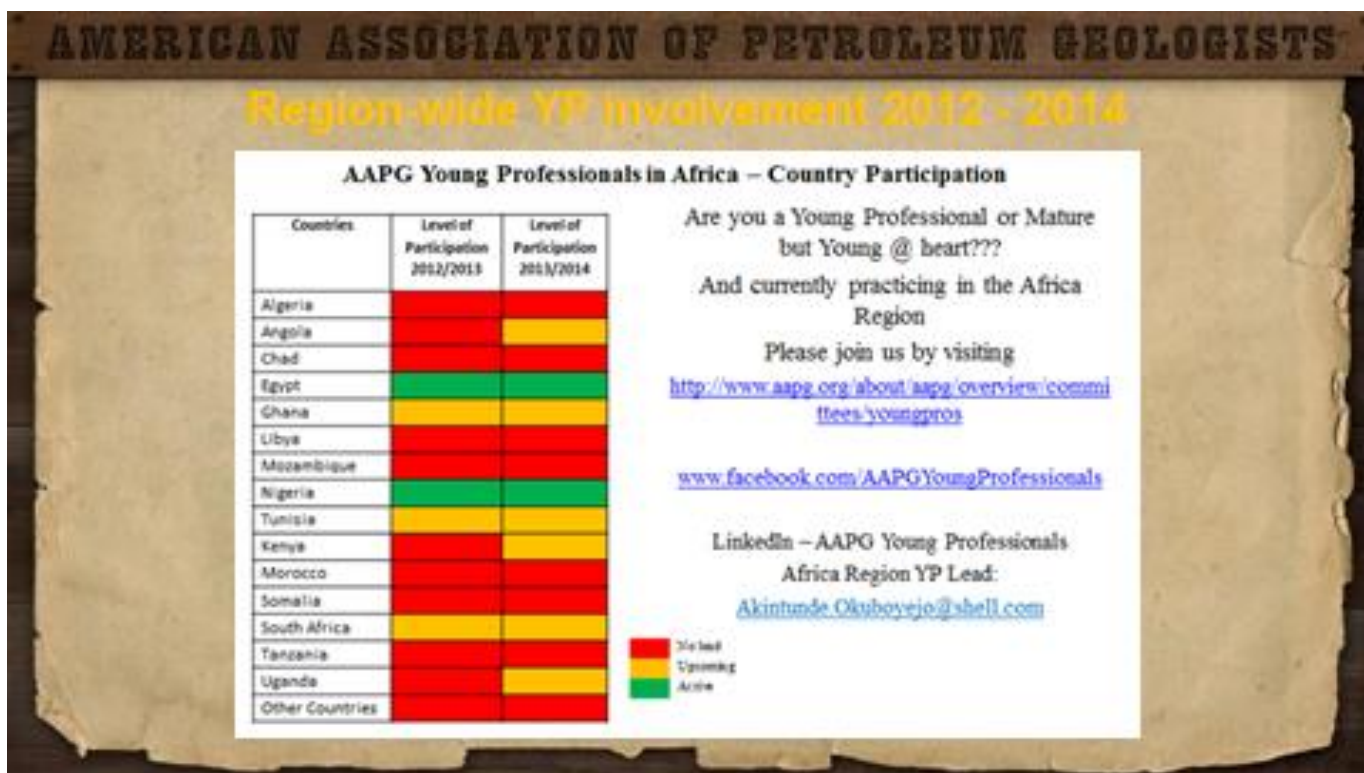 AMERICAN ASSOCIATION OF PETROLEUM GEOLOGISTS
Region-wide YP involvement 2012 - 2014
AAPG Young Professionals in Africa – Country Participation
Countries
Level of
Participation
2012/2013
Level of
Participation
2013/2014
Algeria
Angola
Chad
Egypt
Ghana
Libya
Mozambique
Nigeria
Tunisia
Kenya
Morocco
Somalia
South Africa
Tanzania
Uganda
Other Countries
Are you a Young Professional or Mature
but Young @ heart???
And currently practicing in the Africa
Region
Please join us by visiting
http://www.aapg.org/about/aapg/overview/commi
ttees/youngpros
www.facebook.com/AAPGYoungProfessionals
LinkedIn – AAPG Young Professionals
Africa Region YP Lead:
Akintunde.Okuboyejo@shell.com
No lead
Upcoming
Active